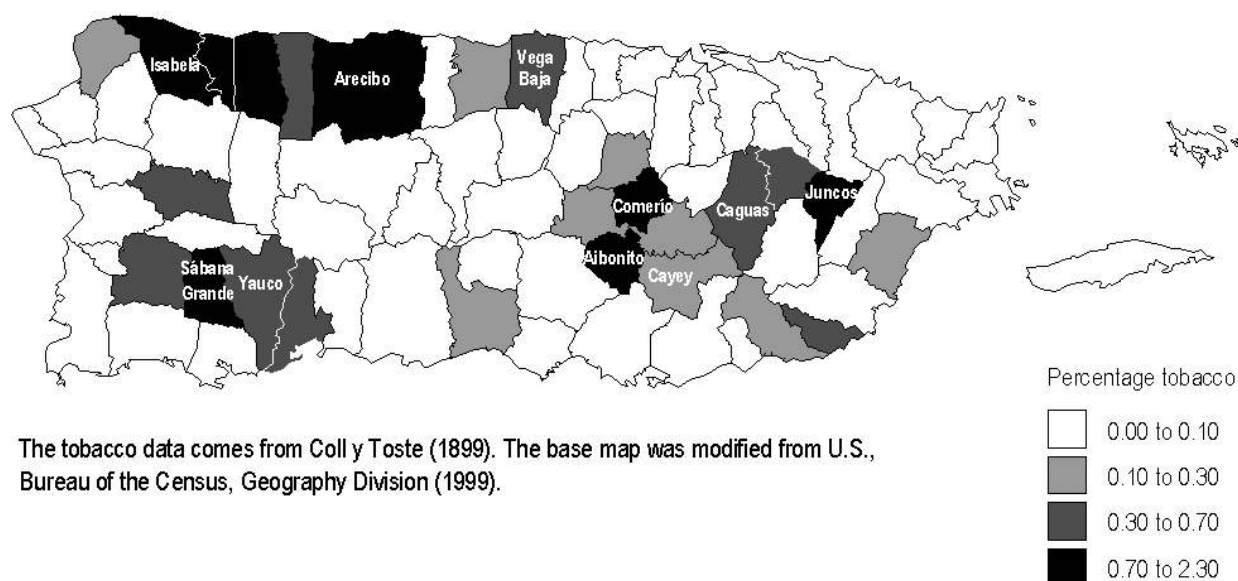 Isabela
Arecibo
Vega
Baja
Comerío
Caguas
Juncos
Aibonito
Cayey
Sábana
Grande
Yauco
Percentage tobacco
0.00 to 0.10
0.10 to 0.30
0.30 to 0.70
0.70 to 2.30
The tobacco data comes from Coll y Toste (1899). The base map was modified from U.S.,
Bureau of the Census, Geography Division (1999).